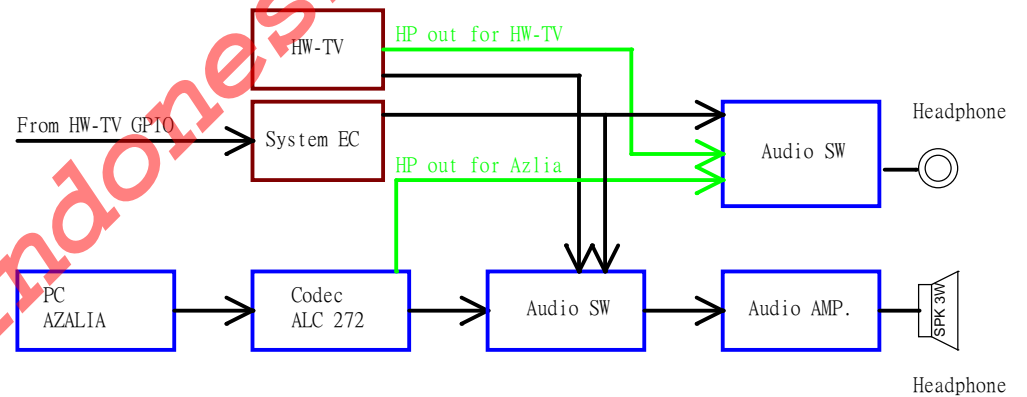 HP out for HW-TV
HW-TV
From HW-TV GPIO
System EC
Headphone
Audio SW
HP out for Azlia
PC
AZALIA
Codec
ALC 272
Audio SW
Audio AMP.
SPK 3W
Headphone
ndones